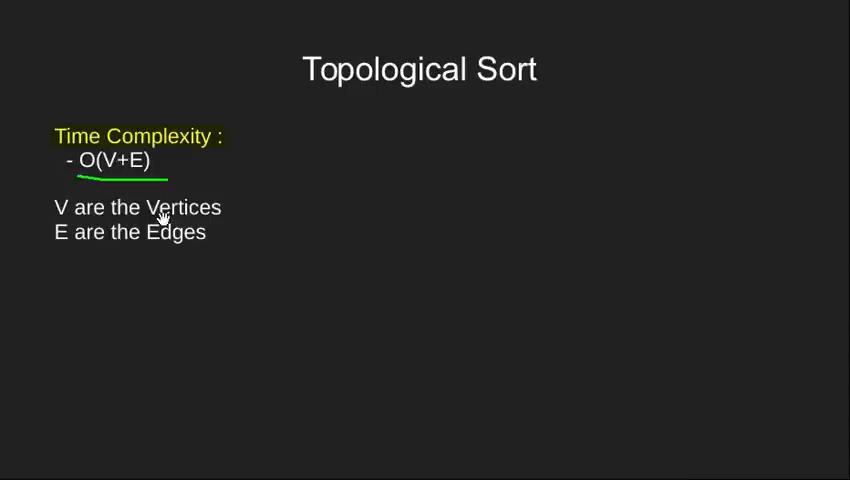 Topological Sort
Time Complexity :
- O(V+E)
V are the Vertices
E are the Edges